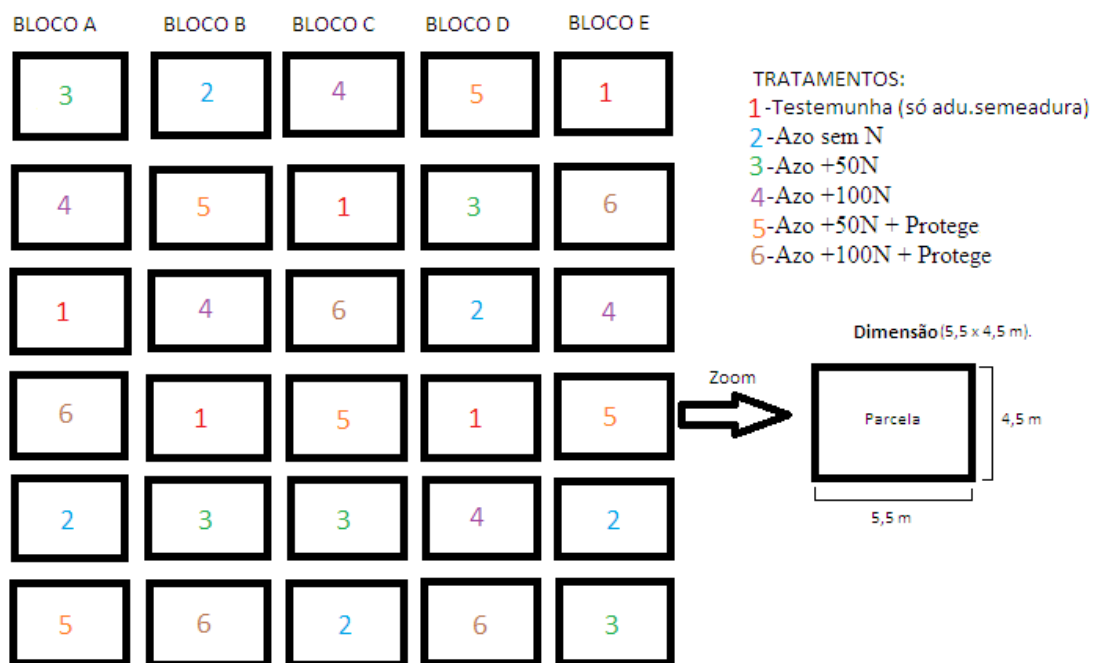 BLOCO A BLOCO B BLOCO C BLOCO D BLOCO E
3 2 4 5 1
4 5 1 3 6
1 4 6 2 4
6 1 5 1 5
2 3 3 4 2
5 6 2 6 3
TRATAMENTOS:
1-Testemunha (só adu.semeadura)
2-Azo sem N
3-Azo +50N
4-Azo +100N
5-Azo +50N + Protege
6-Azo +100N + Protege
Dimensão (5,5 x 4,5 m).
Zoom
Parcela
4,5 m
5,5 m